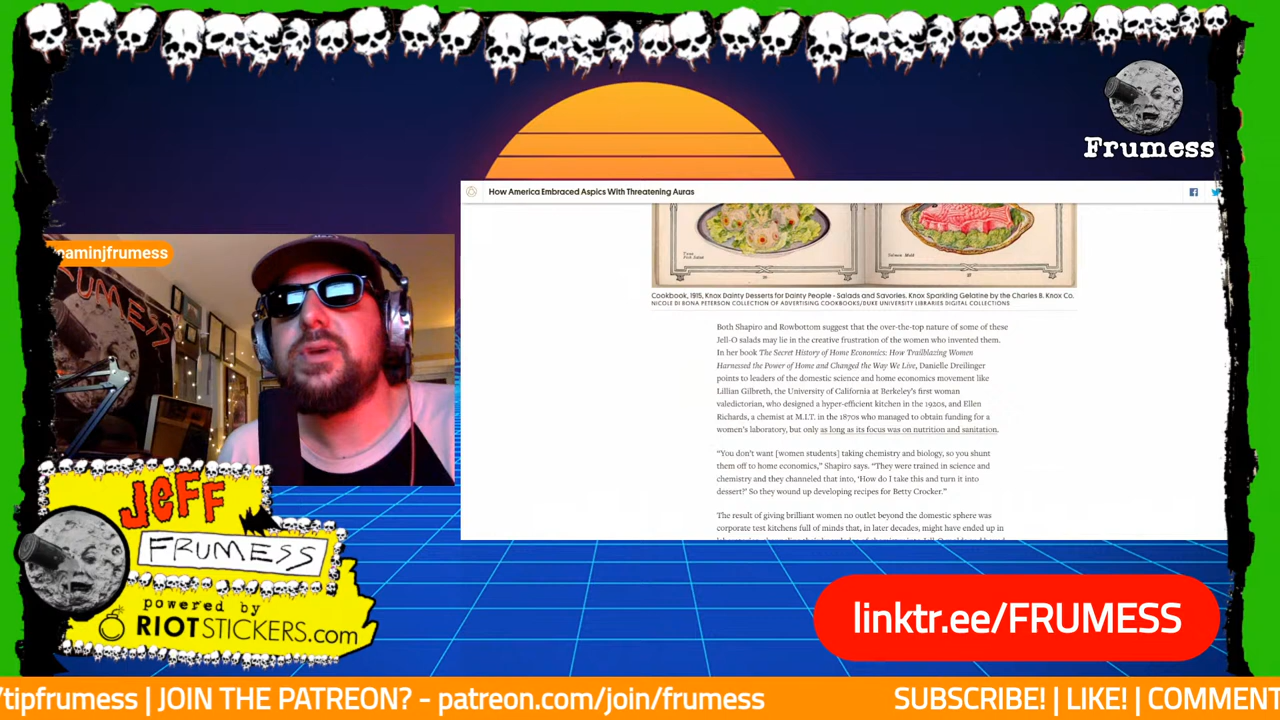 Frumess
How America Embraced Aspics With Threatening Auras
eaminjfrumess
FRUMESS
Cookbook, 1915, Knox Dainty Desserts for Dainty People - Salads and Savories, Knox Sparkling Gelatine by the Charles B. Knox Co.
NICOLE DI BONA PETERSON COLLECTION OF ADVERTISING COOKBOOKS/DUKE UNIVERSITY LIBRARIES DIGITAL COLLECTIONS
Both Shapiro and Rowbottom suggest that the over-the-top nature of some of these
Jell-O salads may lie in the creative frustration of the women who invented them.
In her book The Secret History of Home Economics: How Trailblazing Women
Harnessed the Power of Home and Changed the Way We Live, Danielle Dreilinger
points to leaders of the domestic science and home economics movement like
Lillian Gilbreth, the University of California at Berkeley's first woman
valedictorian, who designed a hyper-efficient kitchen in the 1920s, and Ellen
Richards, a chemist at M.I.T. in the 1870s who managed to obtain funding for a
women's laboratory, but only as long as its focus was on nutrition and sanitation.
"You don't want [women students] taking chemistry and biology, so you shunt
them off to home economics," Shapiro says. "They were trained in science and
chemistry and they channeled that into, 'How do I take this and turn it into
dessert?' So they wound up developing recipes for Betty Crocker."
The result of giving brilliant women no outlet beyond the domestic sphere was
corporate test kitchens full of minds that, in later decades, might have ended up in
JEFF
FRUMESS
powered by
RIOTSTICKERS.com
linktr.ee/FRUMESS
/tipfrumess | JOIN THE PATREON? - patreon.com/join/frumess SUBSCRIBE! | LIKE! | COMMENT